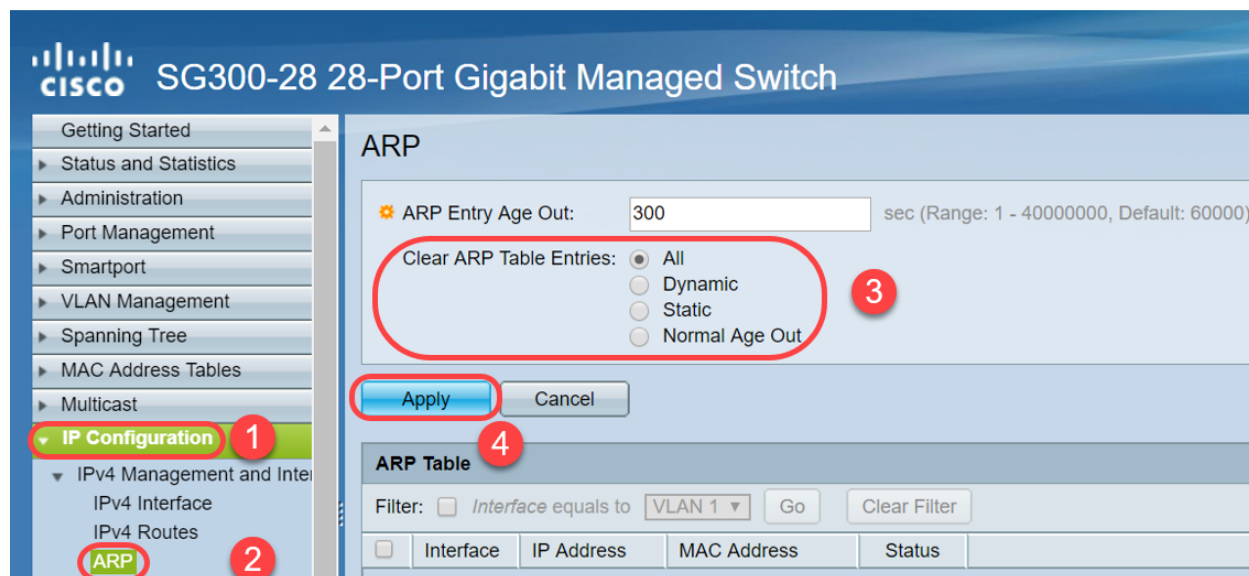 CISCO
SG300-28 28-Port Gigabit Managed Switch
Getting Started
Status and Statistics
Administration
Port Management
Smartport
VLAN Management
Spanning Tree
MAC Address Tables
Multicast
IP Configuration 1
IPv4 Management and Inter
IPv4 Interface
IPv4 Routes
ARP 2
ARP
ARP Entry Age Out: 300 sec (Range: 1 - 40000000, Default: 60000)
Clear ARP Table Entries: All
Dynamic
Static
Normal Age Out
3
Apply Cancel
4
ARP Table
Filter: Interface equals to VLAN 1 Go Clear Filter
Interface IP Address MAC Address Status